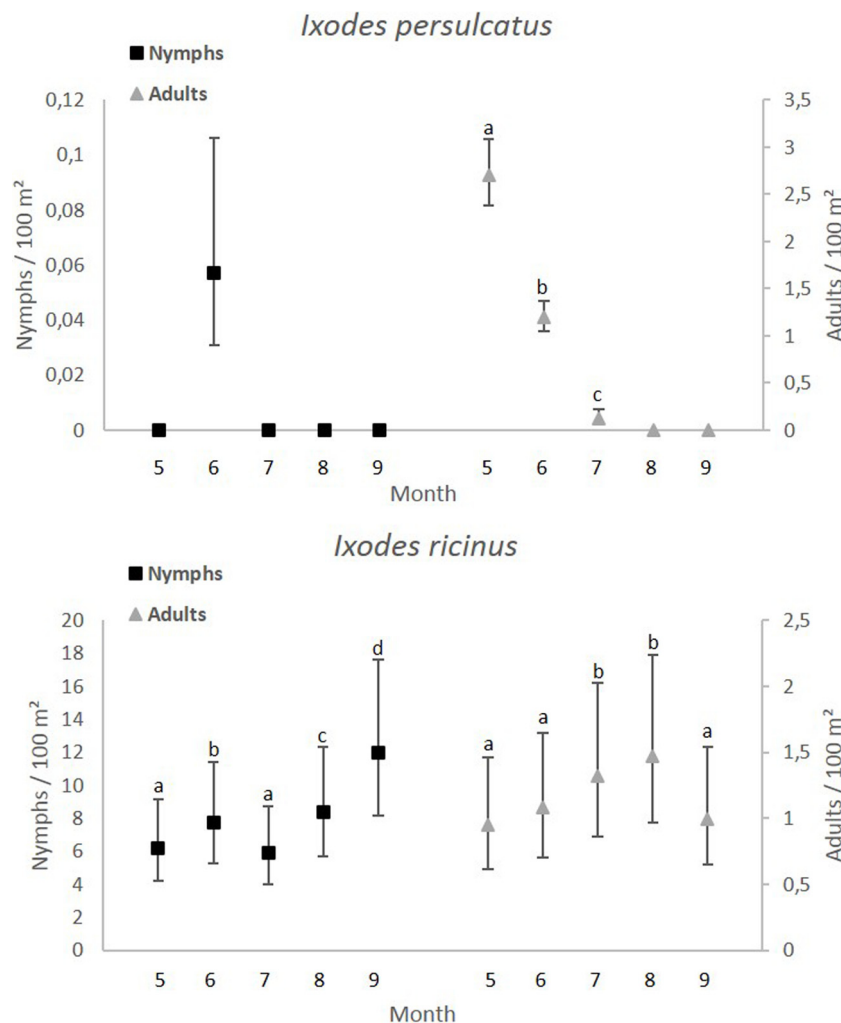 Ixodes persulcatus
Nymphs
Adults
0,12
0,1
0,08
0,06
0,04
0,02
0
Nymphs / 100 m²
3,5
3
2,5
2
1,5
1
0,5
0
Adults / 100 m²
a
b
c
5 6 7 8 9 5 6 7 8 9
Month
Ixodes ricinus
Nymphs
Adults
20
18
16
14
12
10
8
6
4
2
0
Nymphs / 100 m²
2,5
2
1,5
1
0,5
0
Adults / 100 m²
a b a c d a a b b a
5 6 7 8 9 5 6 7 8 9
Month